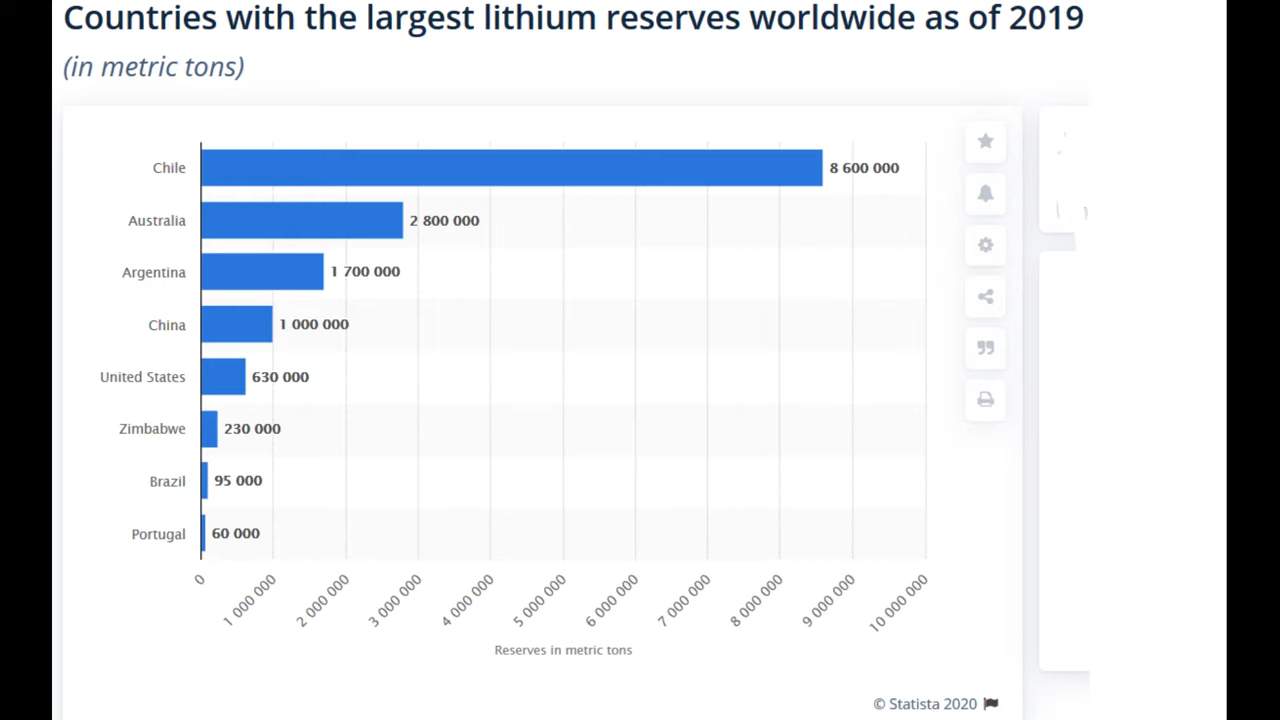 Countries with the largest lithium reserves worldwide as of 2019
(in metric tons)
Chile 8 600 000
Australia 2 800 000
Argentina 1 700 000
China 1 000 000
United States 630 000
Zimbabwe 230 000
Brazil 95 000
Portugal 60 000
0 1 000 000 2 000 000 3 000 000 4 000 000 5 000 000 6 000 000 7 000 000 8 000 000 9 000 000 10 000 000
Reserves in metric tons
© Statista 2020